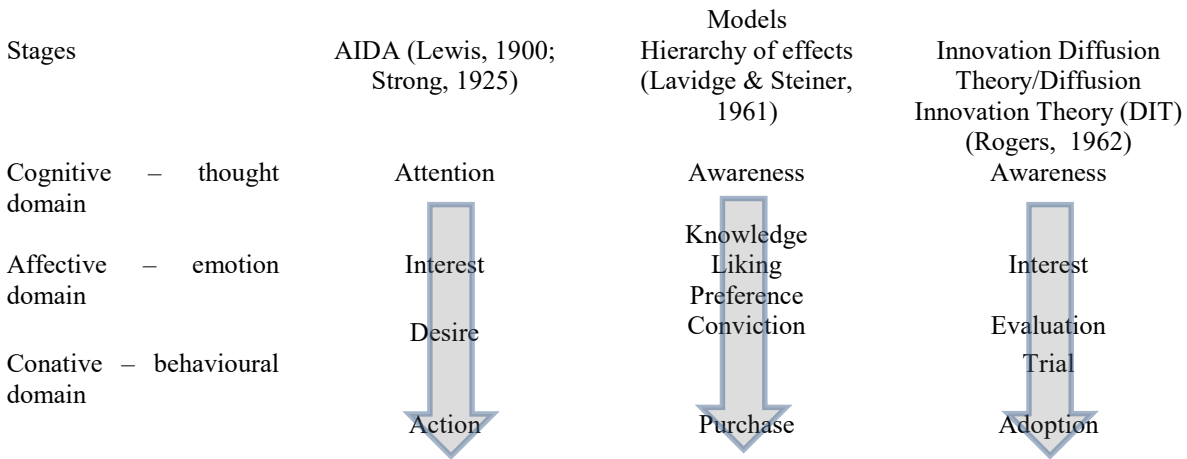 Models
Stages AIDA (Lewis, 1900; Hierarchy of effects Innovation Diffusion
Strong, 1925) (Lavidge & Steiner, Theory/Diffusion
1961) Innovation Theory (DIT)
(Rogers, 1962)
Cognitive – thought Attention Awareness Awareness
domain
Knowledge
Affective – emotion Interest Liking Interest
domain Preference
Desire Conviction Evaluation
Conative – behavioural Trial
domain
Action Purchase Adoption